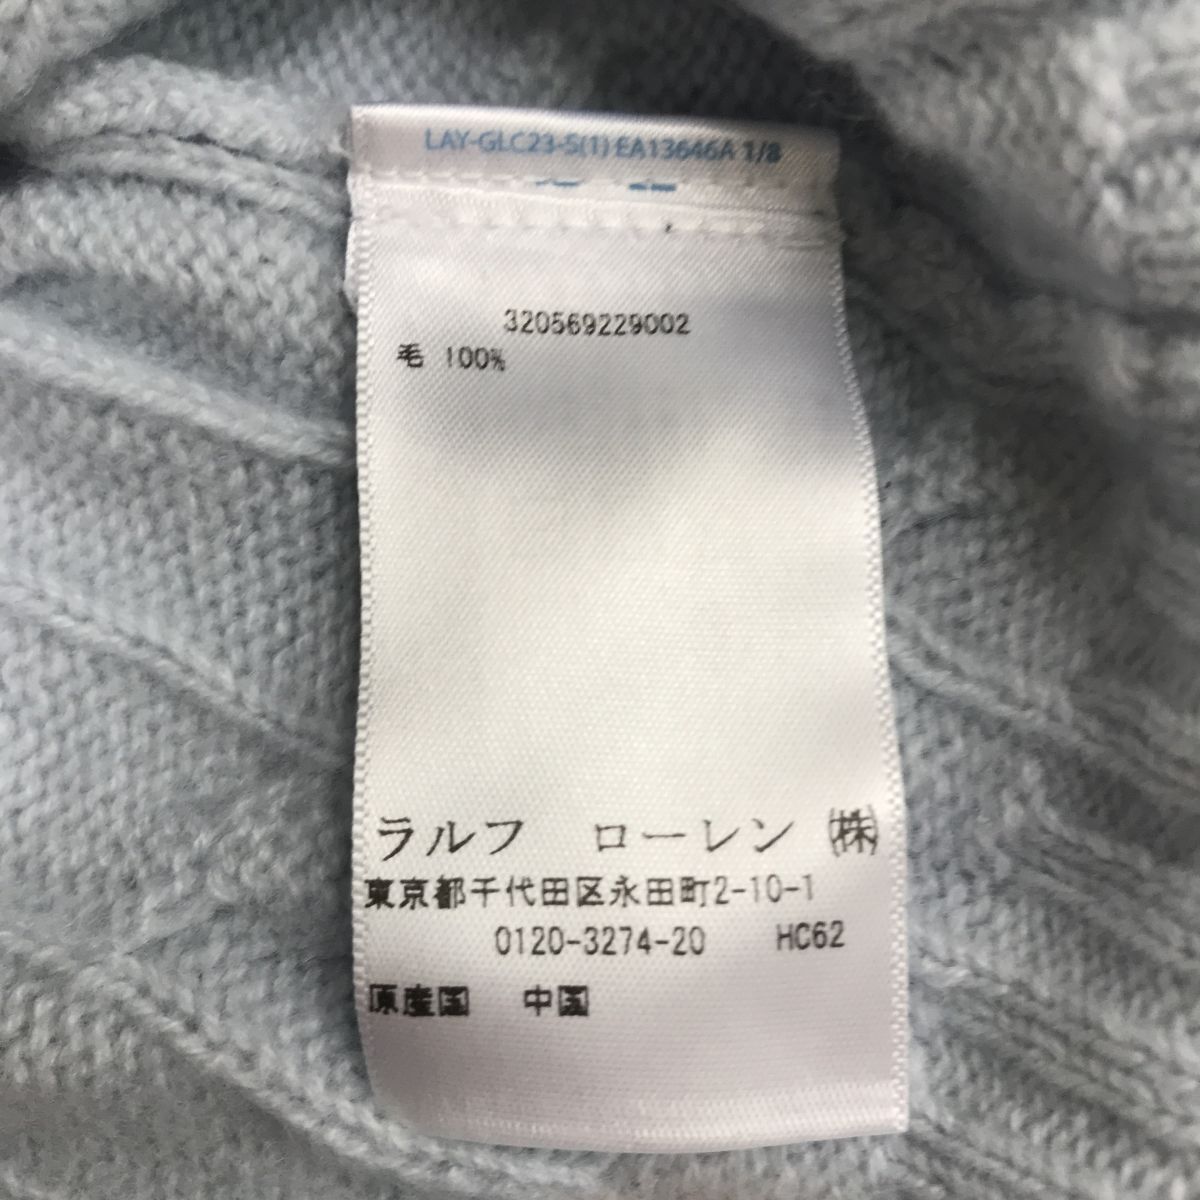 LAY-GLC23-S(1) EA13646A 1/8
320569229002
毛 100%
ラルフ ローレン ㈱
東京都千代田区永田町2-10-1
0120-3274-20 HC62
原産国 中国